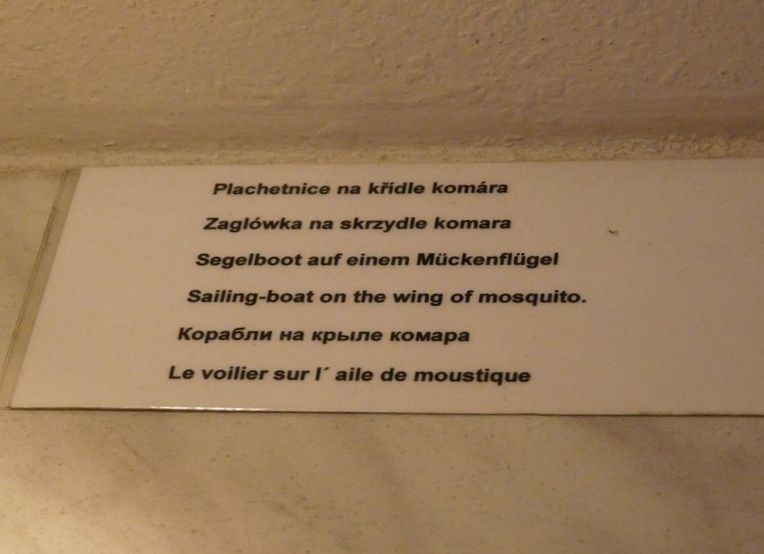 Plachetnice na křídle komára
Zaglówka na skrzydle komara
Segelboot auf einem Mückenflügel
Sailing-boat on the wing of mosquito.
Корабли на крыле комара
Le voilier sur l´ aile de moustique